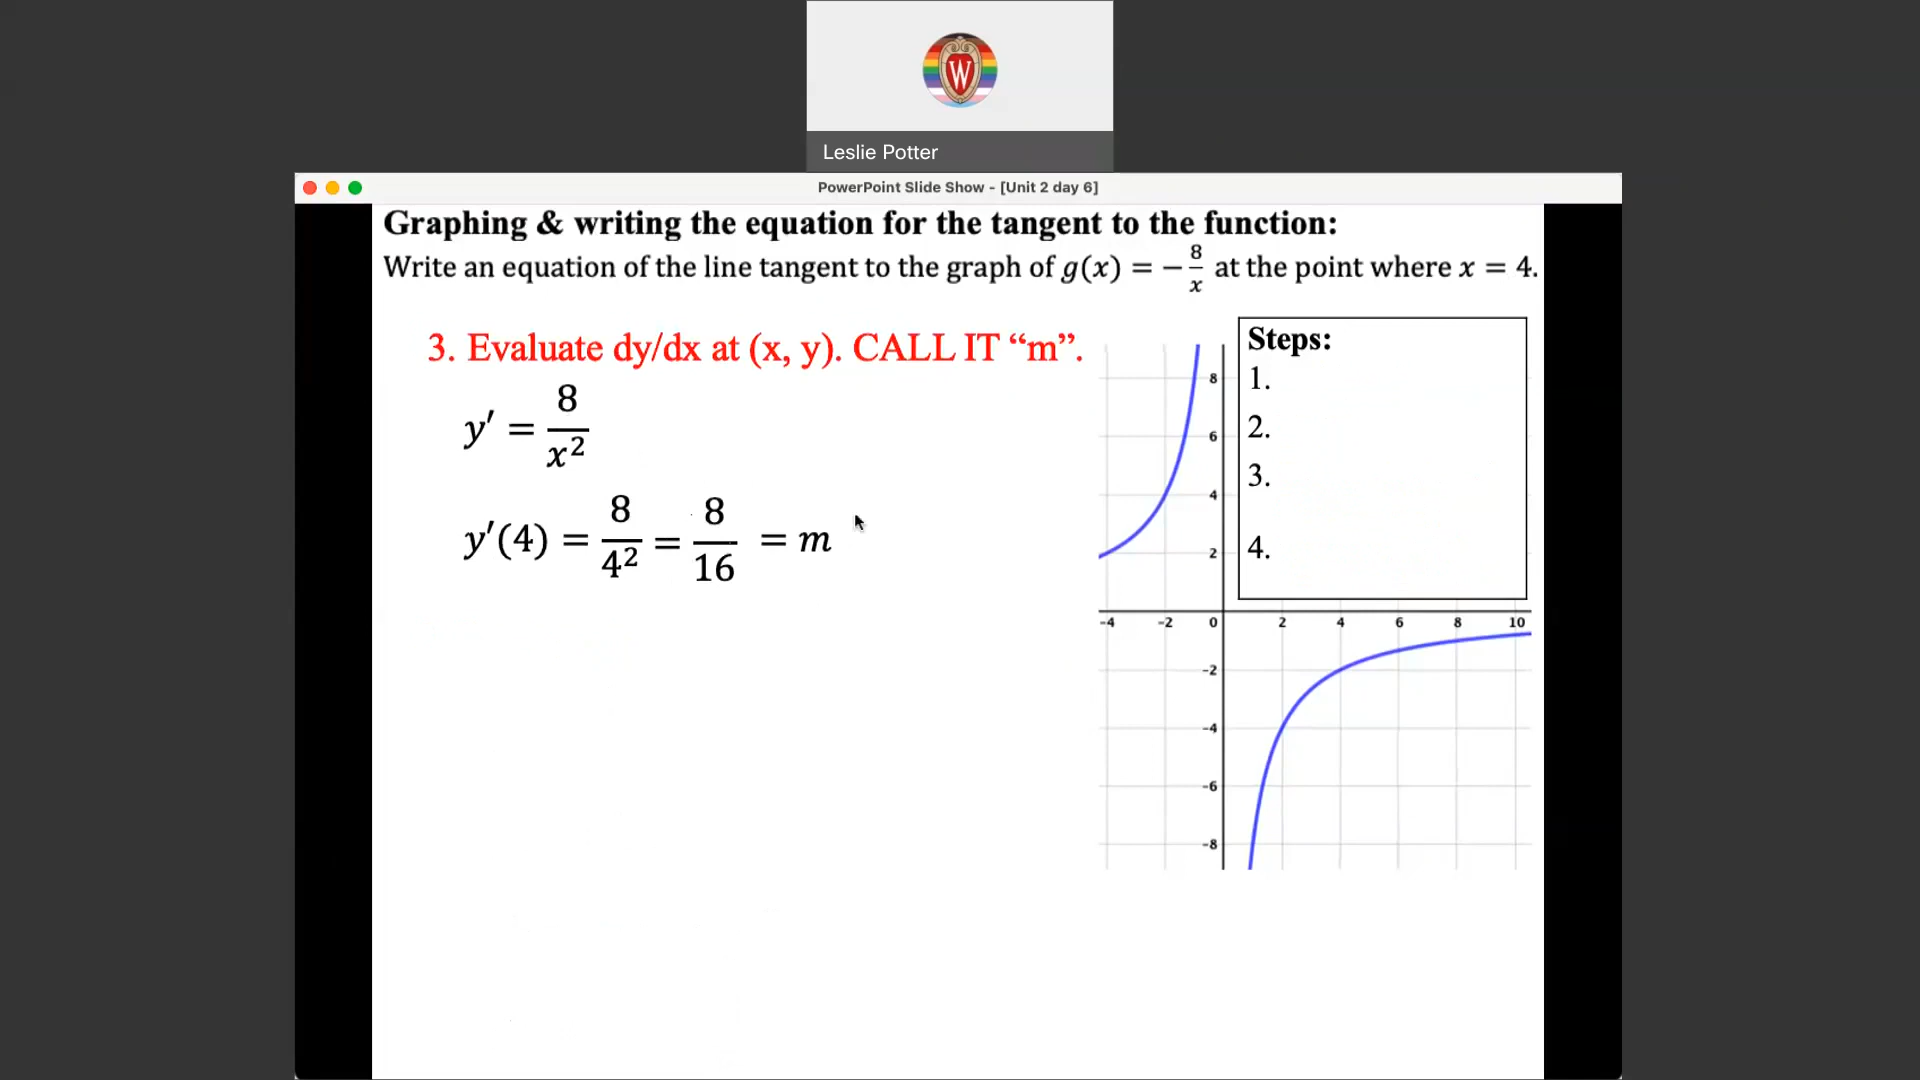 W
Leslie Potter
PowerPoint Slide Show - [Unit 2 day 6]
Graphing & writing the equation for the tangent to the function:
Write an equation of the line tangent to the graph of g(x) = −8/x at the point where x = 4.
3. Evaluate dy/dx at (x, y). CALL IT “m”.
y′ = 8/x²
y′(4) = 8/4² = 8/16 = m
Steps:
1.
2.
3.
4.
8
6
4
2
-4 -2 0 2 4 6 8 10
-2
-4
-6
-8